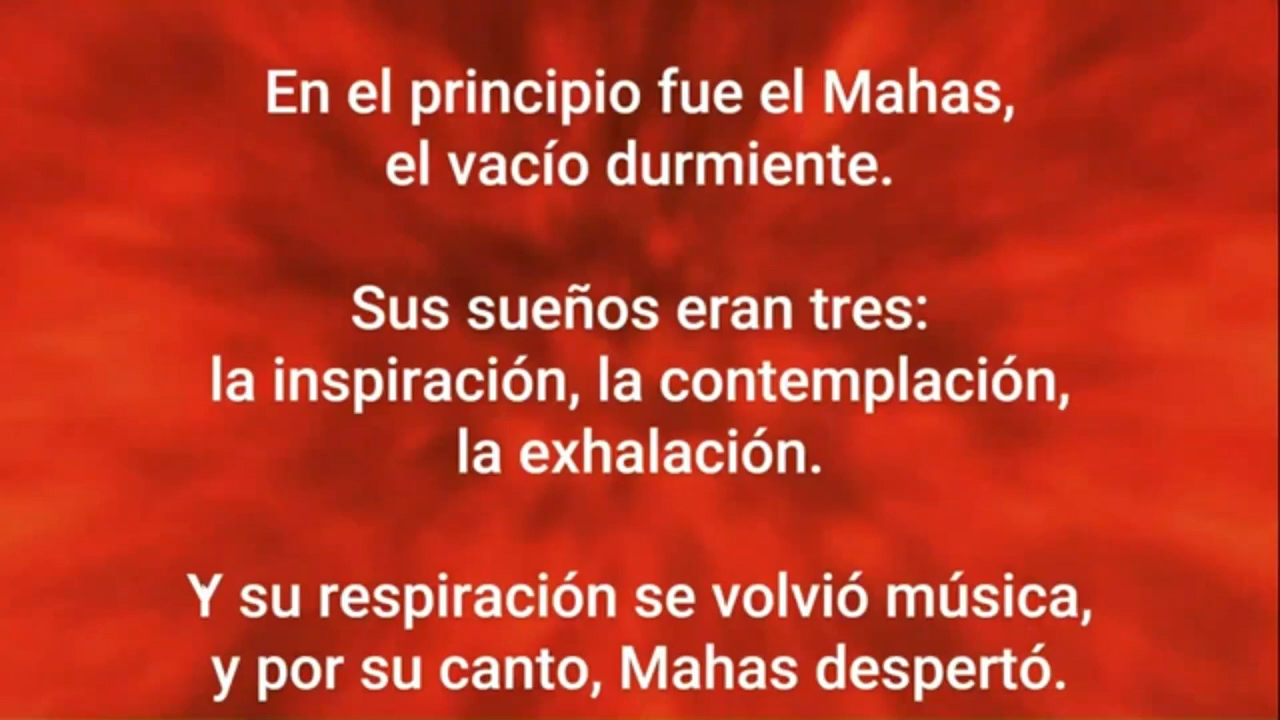 En el principio fue el Mahas,
el vacío durmiente.
Sus sueños eran tres:
la inspiración, la contemplación,
la exhalación.
Y su respiración se volvió música,
y por su canto, Mahas despertó.